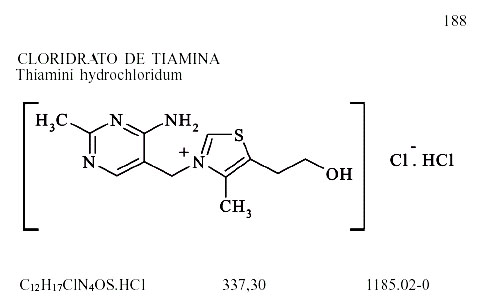 188
CLORIDRATO DE TIAMINA
Thiamini hydrochloridum
H₃C N NH₂ S
N + N OH Cl⁻ . HCl
CH₃
C₁₂H₁₇ClN₄OS.HCl 337,30 1185.02-0